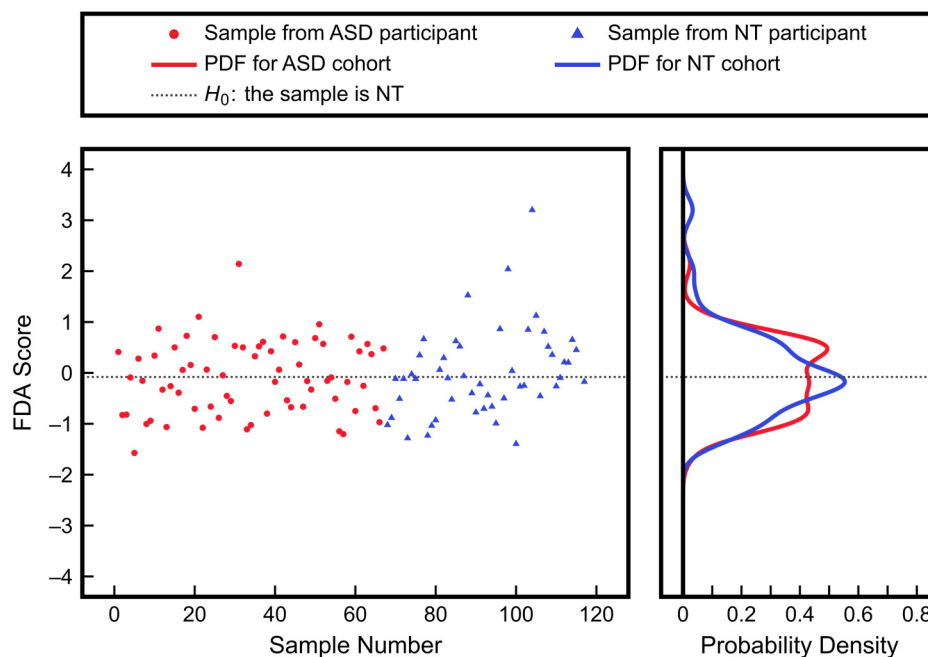 Sample from ASD participant
Sample from NT participant
PDF for ASD cohort
PDF for NT cohort
H₀: the sample is NT
FDA Score
4
3
2
1
0
–1
–2
–3
–4
0 20 40 60 80 100 120
Sample Number
0 0.2 0.4 0.6 0.8
Probability Density